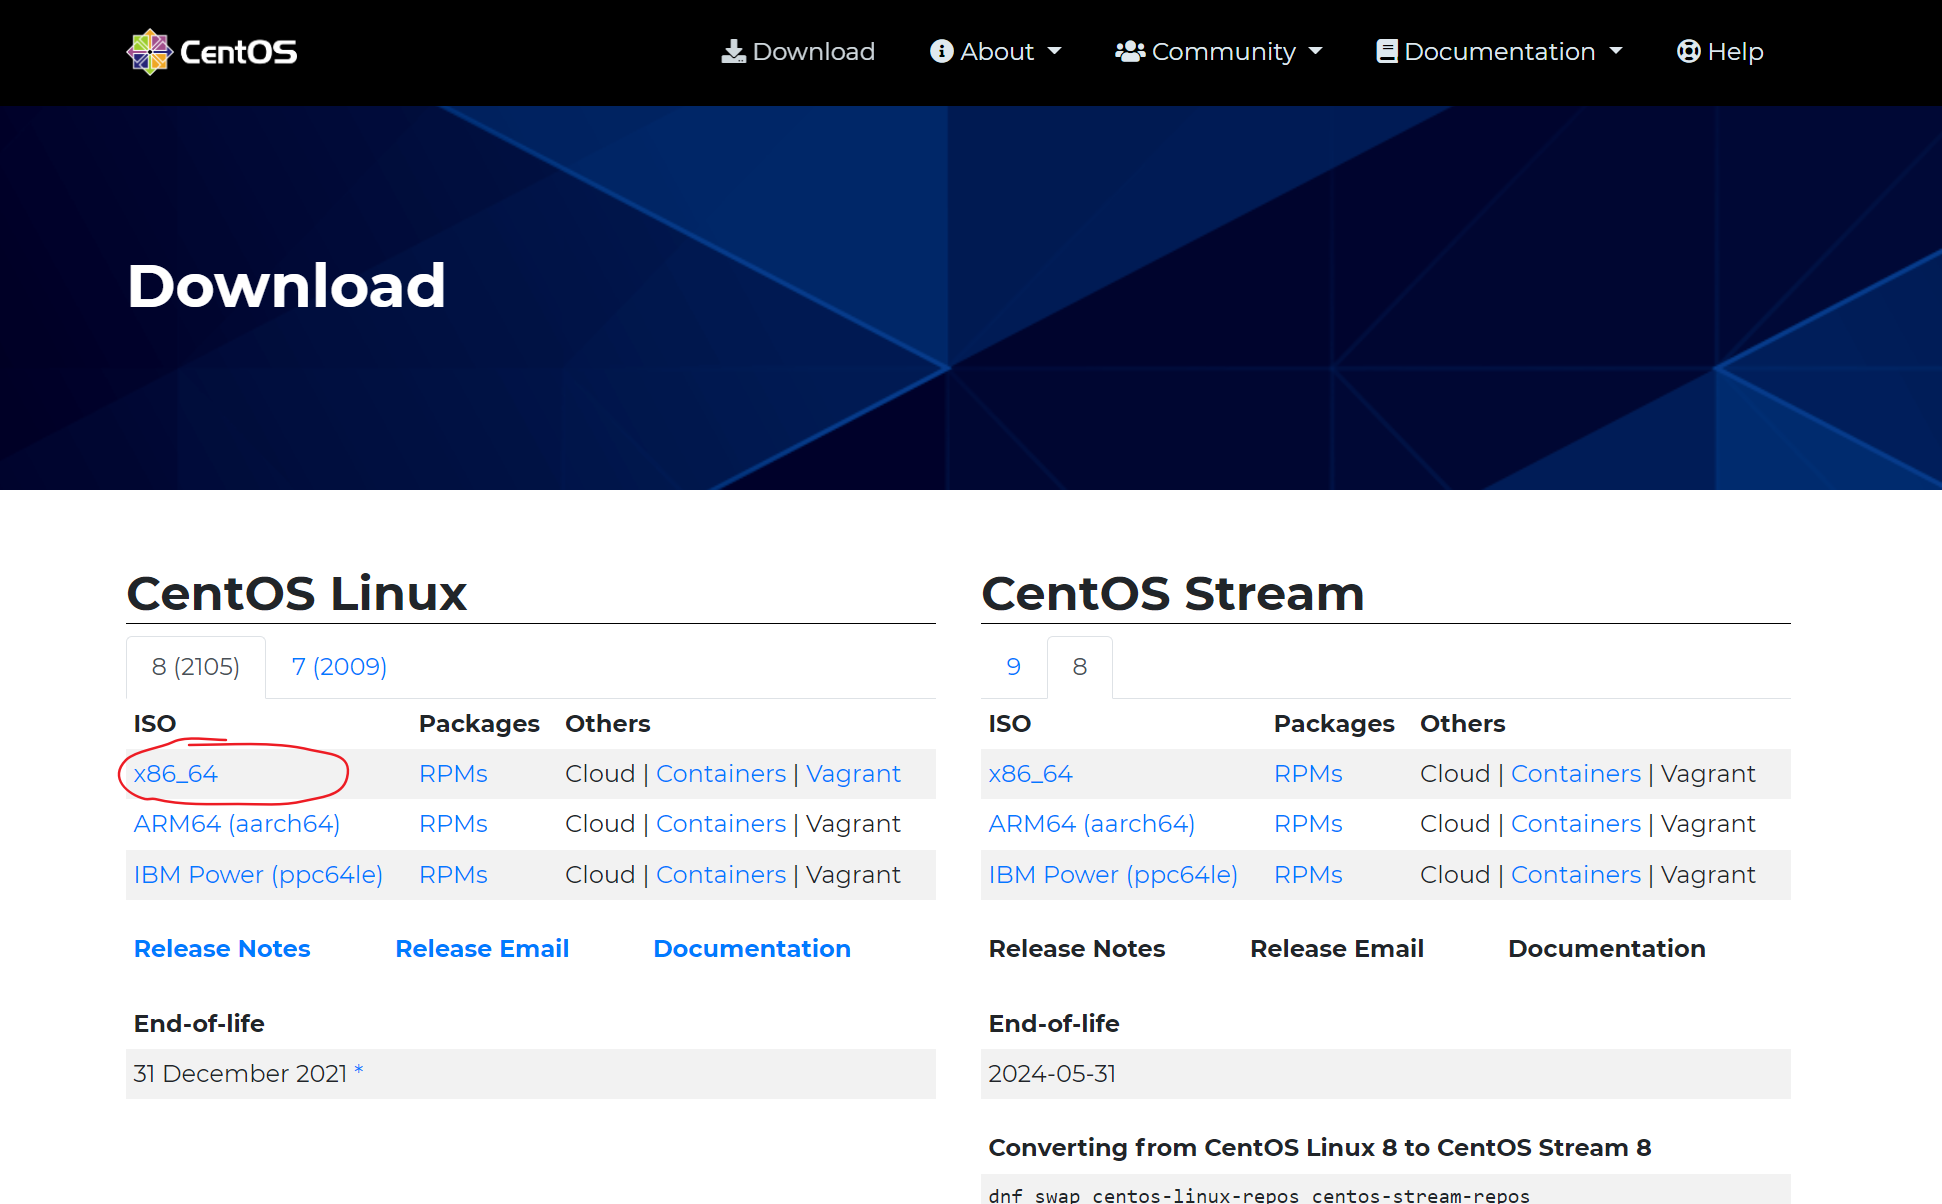 CentOS Download About Community Documentation Help
Download
CentOS Linux
8 (2105) 7 (2009)
ISO Packages Others
x86_64 RPMs Cloud | Containers | Vagrant
ARM64 (aarch64) RPMs Cloud | Containers | Vagrant
IBM Power (ppc64le) RPMs Cloud | Containers | Vagrant
Release Notes Release Email Documentation
End-of-life
31 December 2021 *
CentOS Stream
9 8
ISO Packages Others
x86_64 RPMs Cloud | Containers | Vagrant
ARM64 (aarch64) RPMs Cloud | Containers | Vagrant
IBM Power (ppc64le) RPMs Cloud | Containers | Vagrant
Release Notes Release Email Documentation
End-of-life
2024-05-31
Converting from CentOS Linux 8 to CentOS Stream 8
dnf swap centos-linux-repos centos-stream-repos